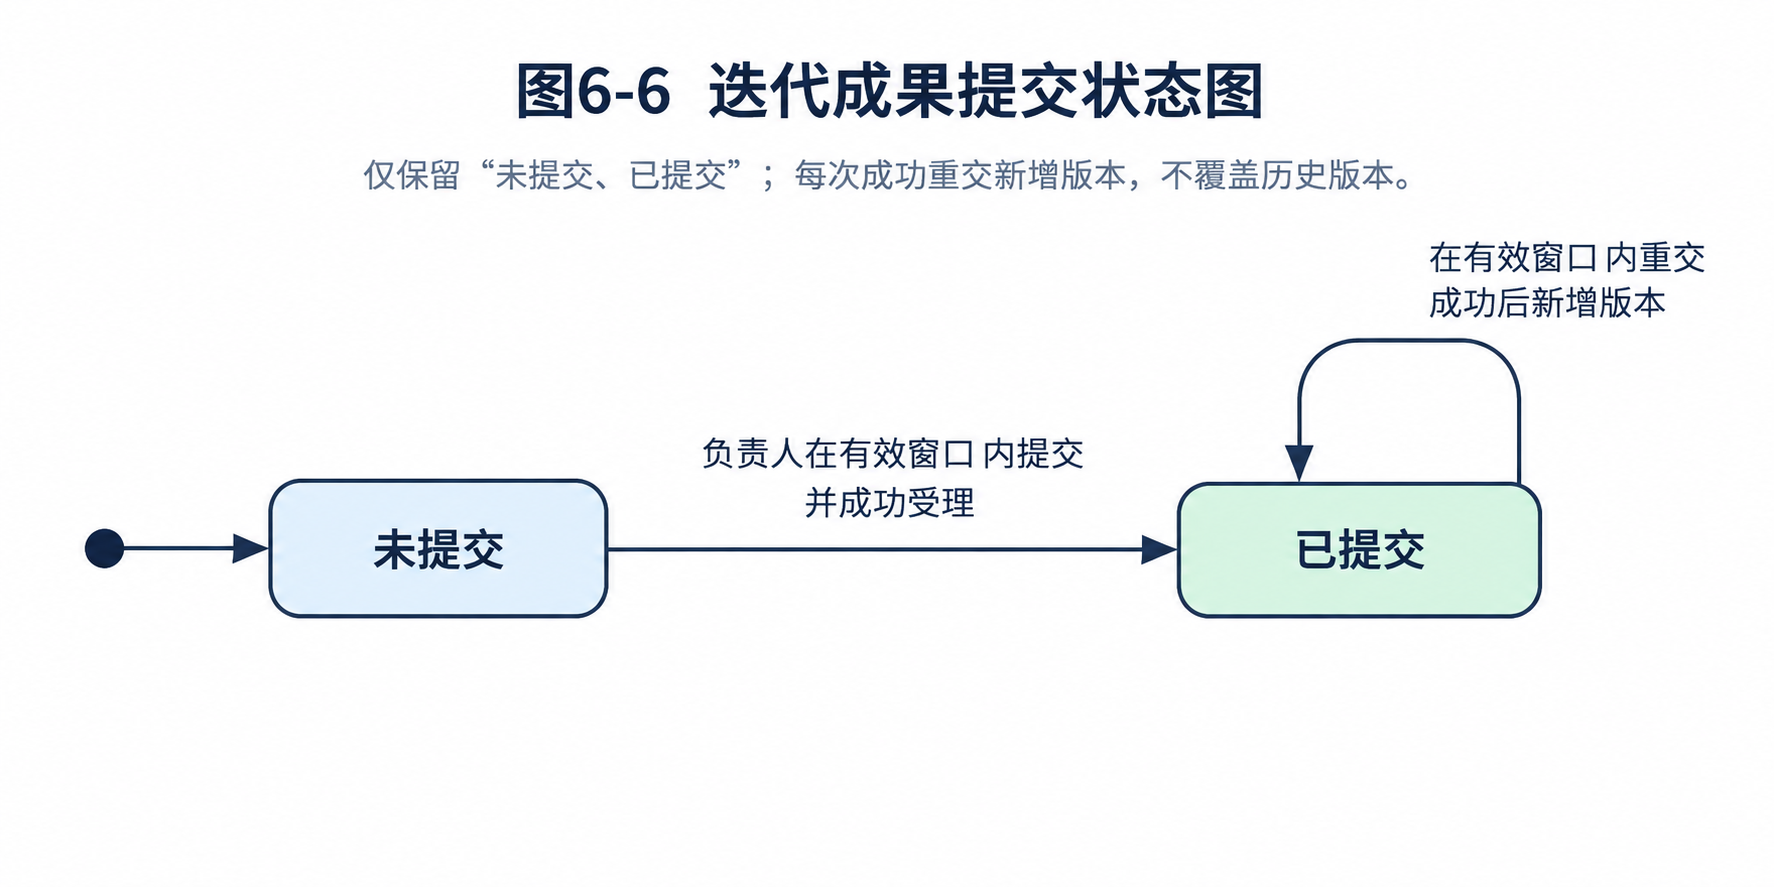 图6-6 迭代成果提交状态图
仅保留“未提交、已提交”；每次成功重交新增版本，不覆盖历史版本。
在有效窗口内重交
成功后新增版本
负责人在有效窗口内提交
并成功受理
未提交
已提交